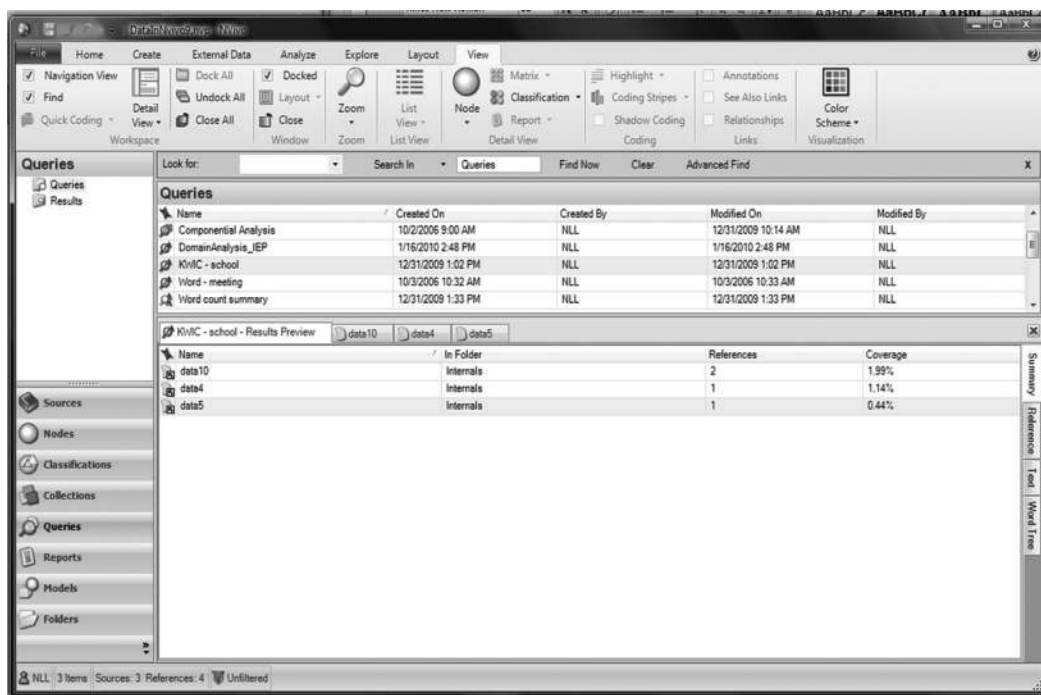 DataInNvivo9.nvp - NVivo
File Home Create External Data Analyze Explore Layout View
Navigation View Dock All Docked Matrix Highlight Annotations
Find Undock All Layout Classification Coding Stripes See Also Links
Quick Coding Close All Close Report Shadow Coding Relationships
Detail View Zoom List View Node Color Scheme
Workspace Window Zoom List View Detail View Coding Links Visualization
Queries Look for: Search In Queries Find Now Clear Advanced Find X
Queries
Results
Queries
Name Created On Created By Modified On Modified By
Componential Analysis 10/2/2006 9:00 AM NLL 12/31/2009 10:14 AM NLL
DomainAnalysis_IEP 1/16/2010 2:48 PM NLL 1/16/2010 2:48 PM NLL
KWIC - school 12/31/2009 1:02 PM NLL 12/31/2009 1:02 PM NLL
Word - meeting 10/3/2006 10:32 AM NLL 10/3/2006 10:33 AM NLL
Word count summary 12/31/2009 1:33 PM NLL 12/31/2009 1:33 PM NLL
KWIC - school - Results Preview data10 data4 data5
Name In Folder References Coverage
data10 Internals 2 1.99%
data4 Internals 1 1.14%
data5 Internals 1 0.44%
Summary
Reference
Text
Word Tree
Sources
Nodes
Classifications
Collections
Queries
Reports
Models
Folders
NLL 3 Items Sources: 3 References: 4 Unfiltered